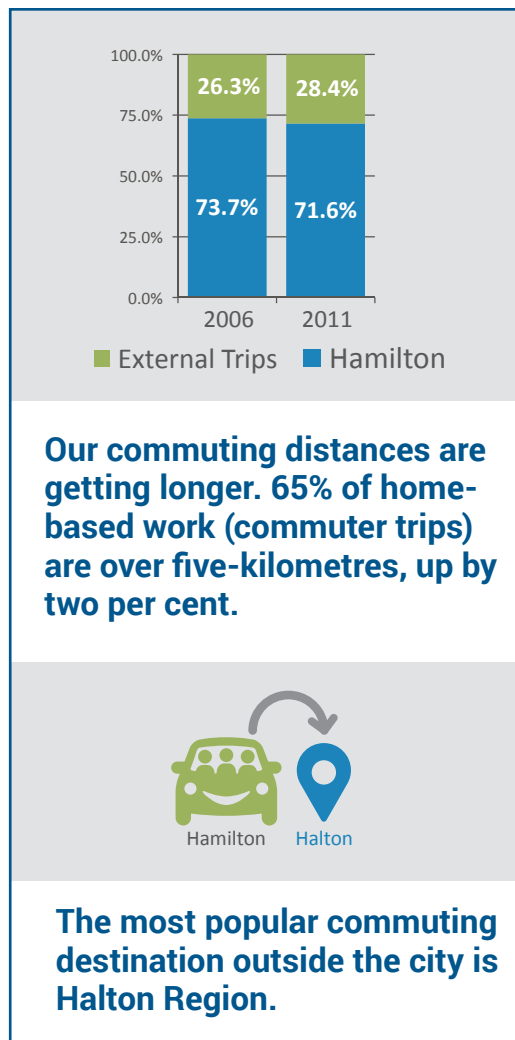 100.0%
26.3% 28.4%
75.0%
50.0%
73.7% 71.6%
25.0%
0.0%
2006 2011
External Trips Hamilton
Our commuting distances are
getting longer. 65% of home-
based work (commuter trips)
are over five-kilometres, up by
two per cent.
Hamilton Halton
The most popular commuting
destination outside the city is
Halton Region.